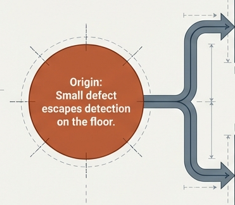 Origin:
Small defect
escapes detection
on the floor.